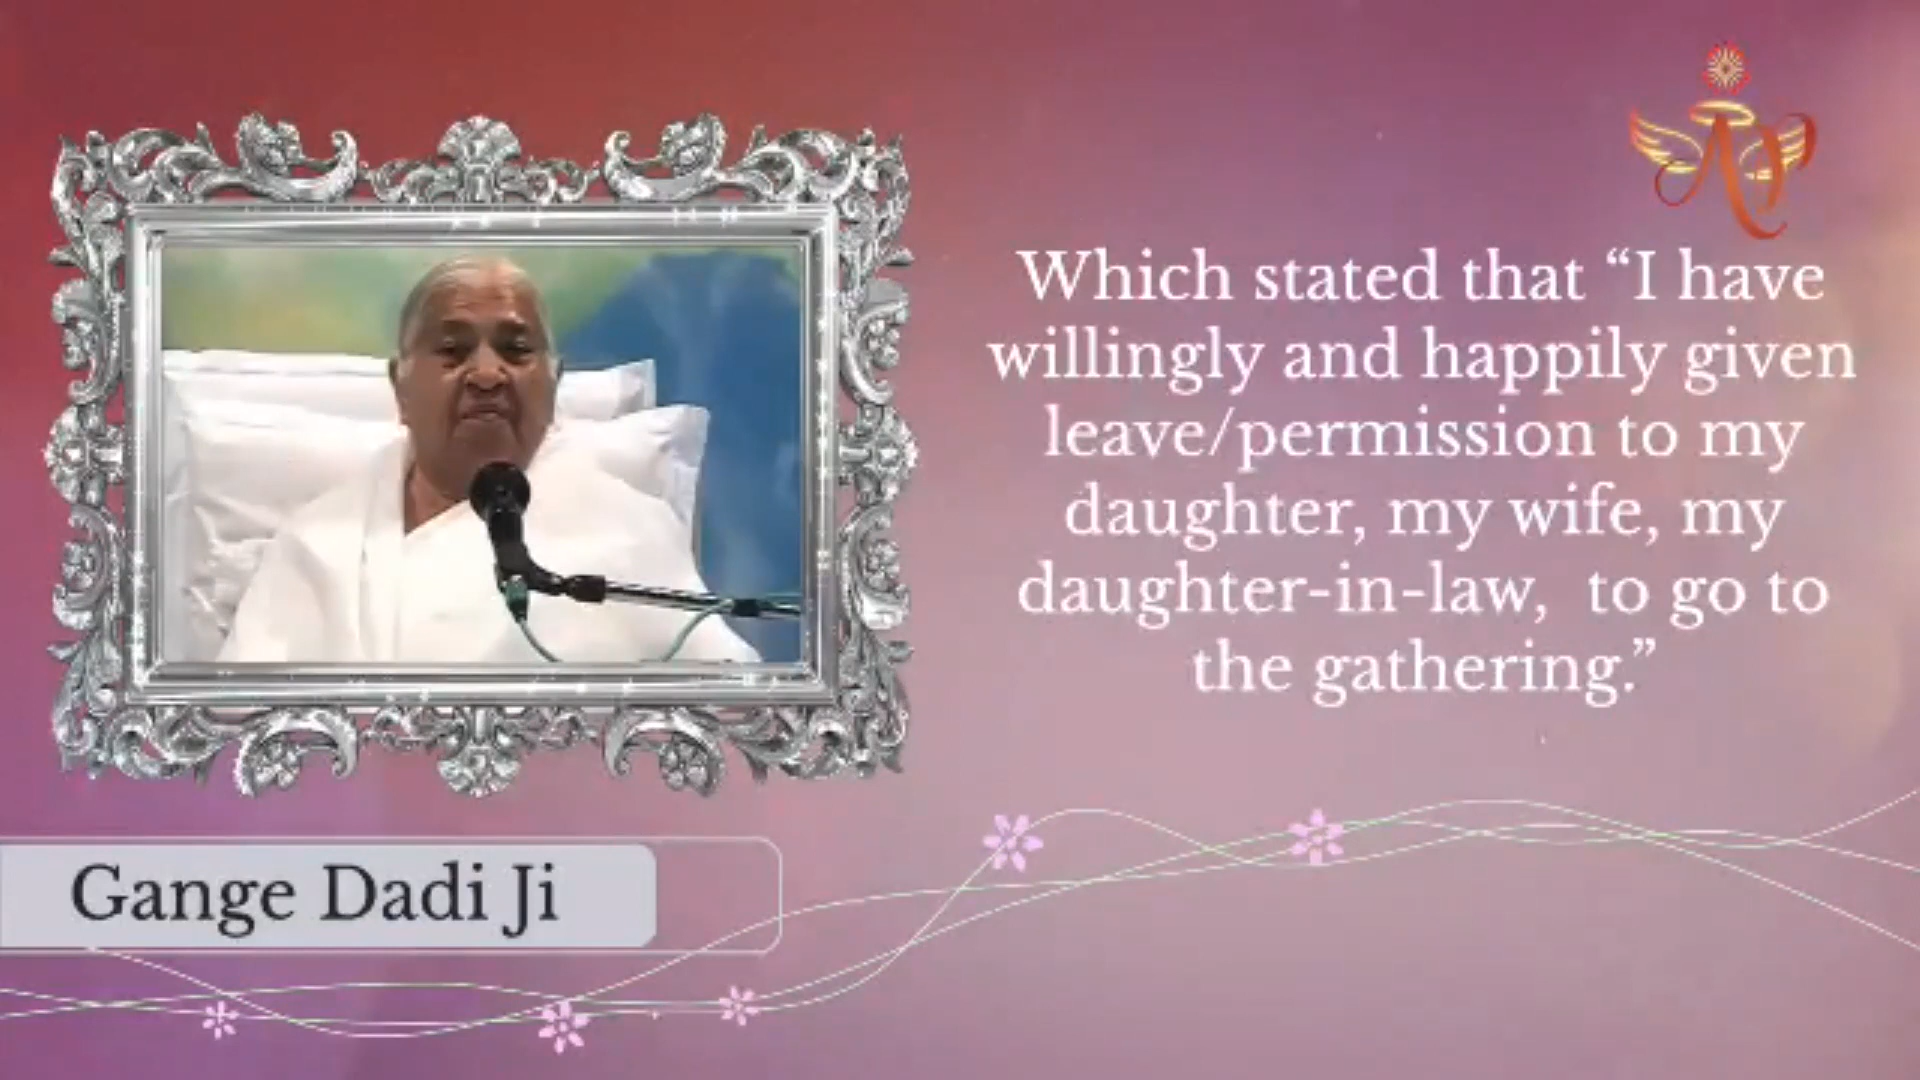 Which stated that “I have
willingly and happily given
leave/permission to my
daughter, my wife, my
daughter-in-law,  to go to
the gathering.”
Gange Dadi Ji